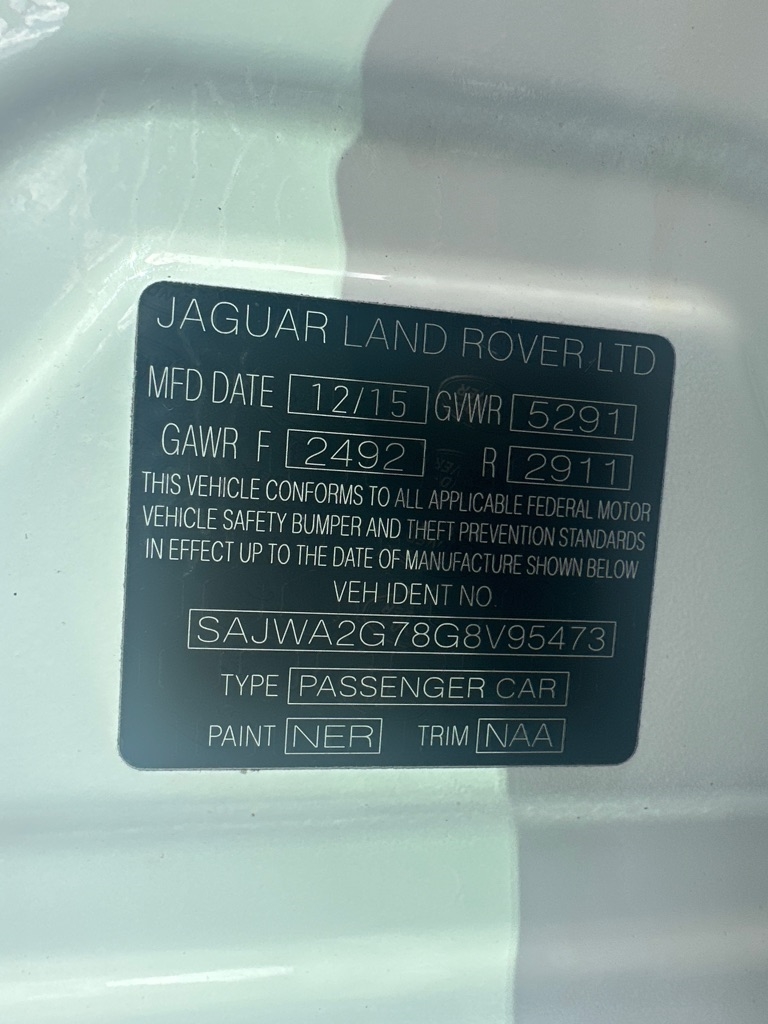 JAGUAR LAND ROVER LTD
MFD DATE 12/15 GVWR 5291
GAWR F 2492 R 2911
THIS VEHICLE CONFORMS TO ALL APPLICABLE FEDERAL MOTOR
VEHICLE SAFETY BUMPER AND THEFT PREVENTION STANDARDS
IN EFFECT UP TO THE DATE OF MANUFACTURE SHOWN BELOW
VEH IDENT NO.
SAJWA2G78G8V95473
TYPE PASSENGER CAR
PAINT NER TRIM NAA